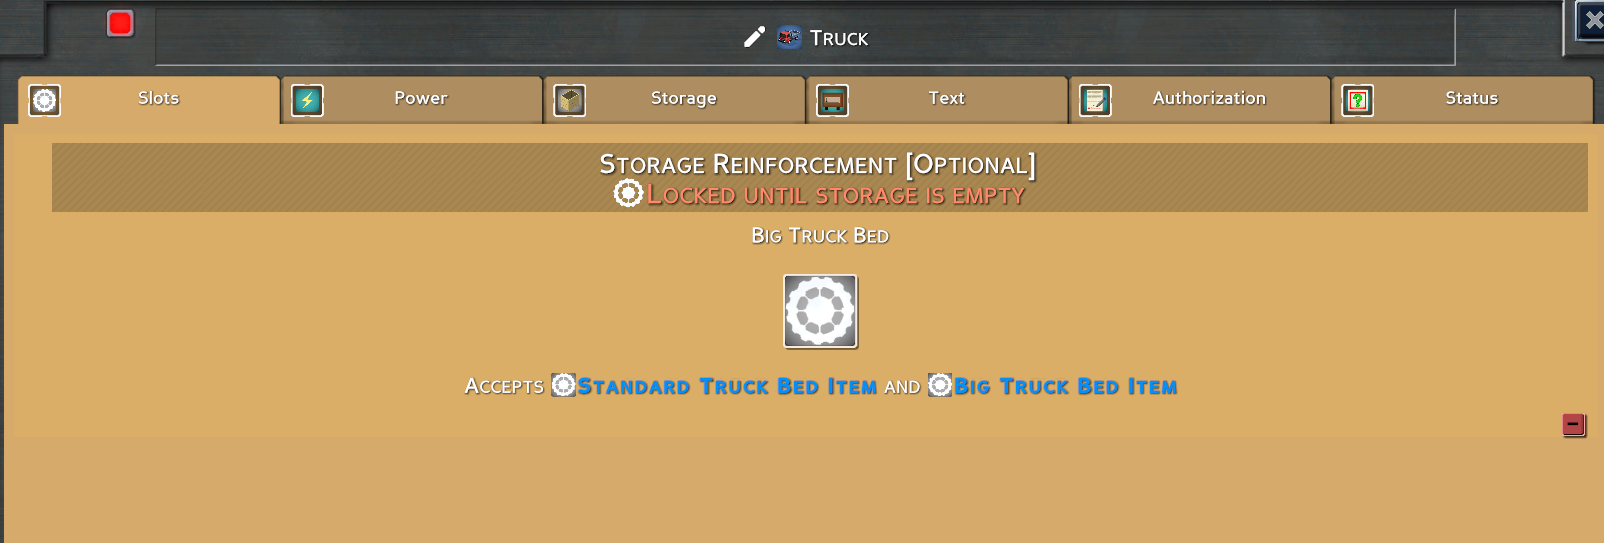 Truck
Slots Power Storage Text Authorization Status
Storage Reinforcement [Optional]
Locked until storage is empty
Big Truck Bed
Accepts Standard Truck Bed Item and Big Truck Bed Item